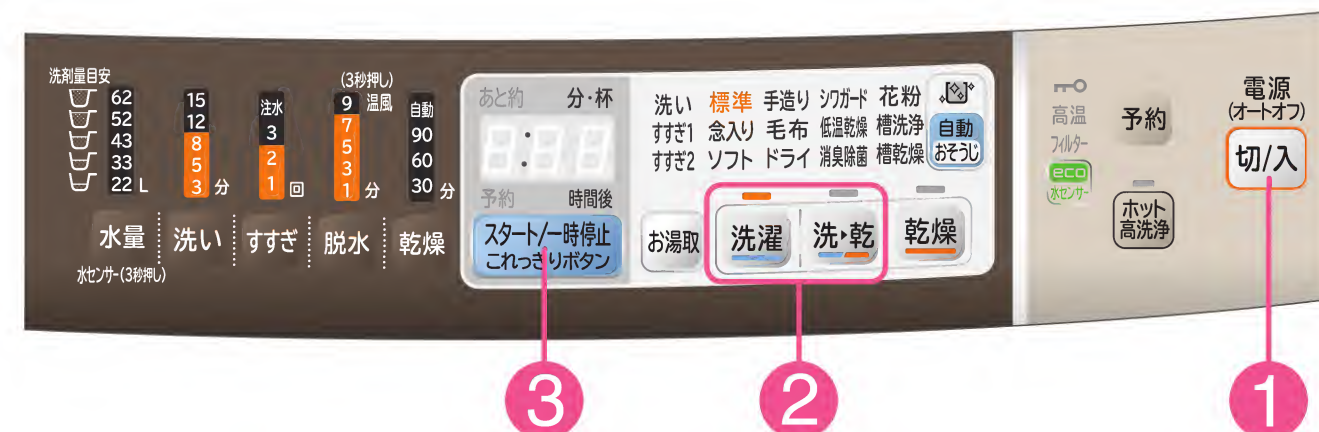 洗剤量目安
62
52
43
33
22 L
水量
水センサー(3秒押し)
15
12
8
5
3 分
洗い
注水
3
2
1 回
すすぎ
(3秒押し)
9 温風
7
5
3
1 分
脱水
自動
90
60
30 分
乾燥
あと約 分・杯
8:88
予約 時間後
スタート/一時停止
これっきりボタン
洗い 標準 手造り シワガード 花粉
すすぎ1 念入り 毛布 低温乾燥 槽洗浄
すすぎ2 ソフト ドライ 消臭除菌 槽乾燥
自動
おそうじ
お湯取
洗濯
洗・乾
乾燥
高温
フィルター
eco
水センサー
予約
ホット
高洗浄
電源
(オートオフ)
切/入
3
2
1